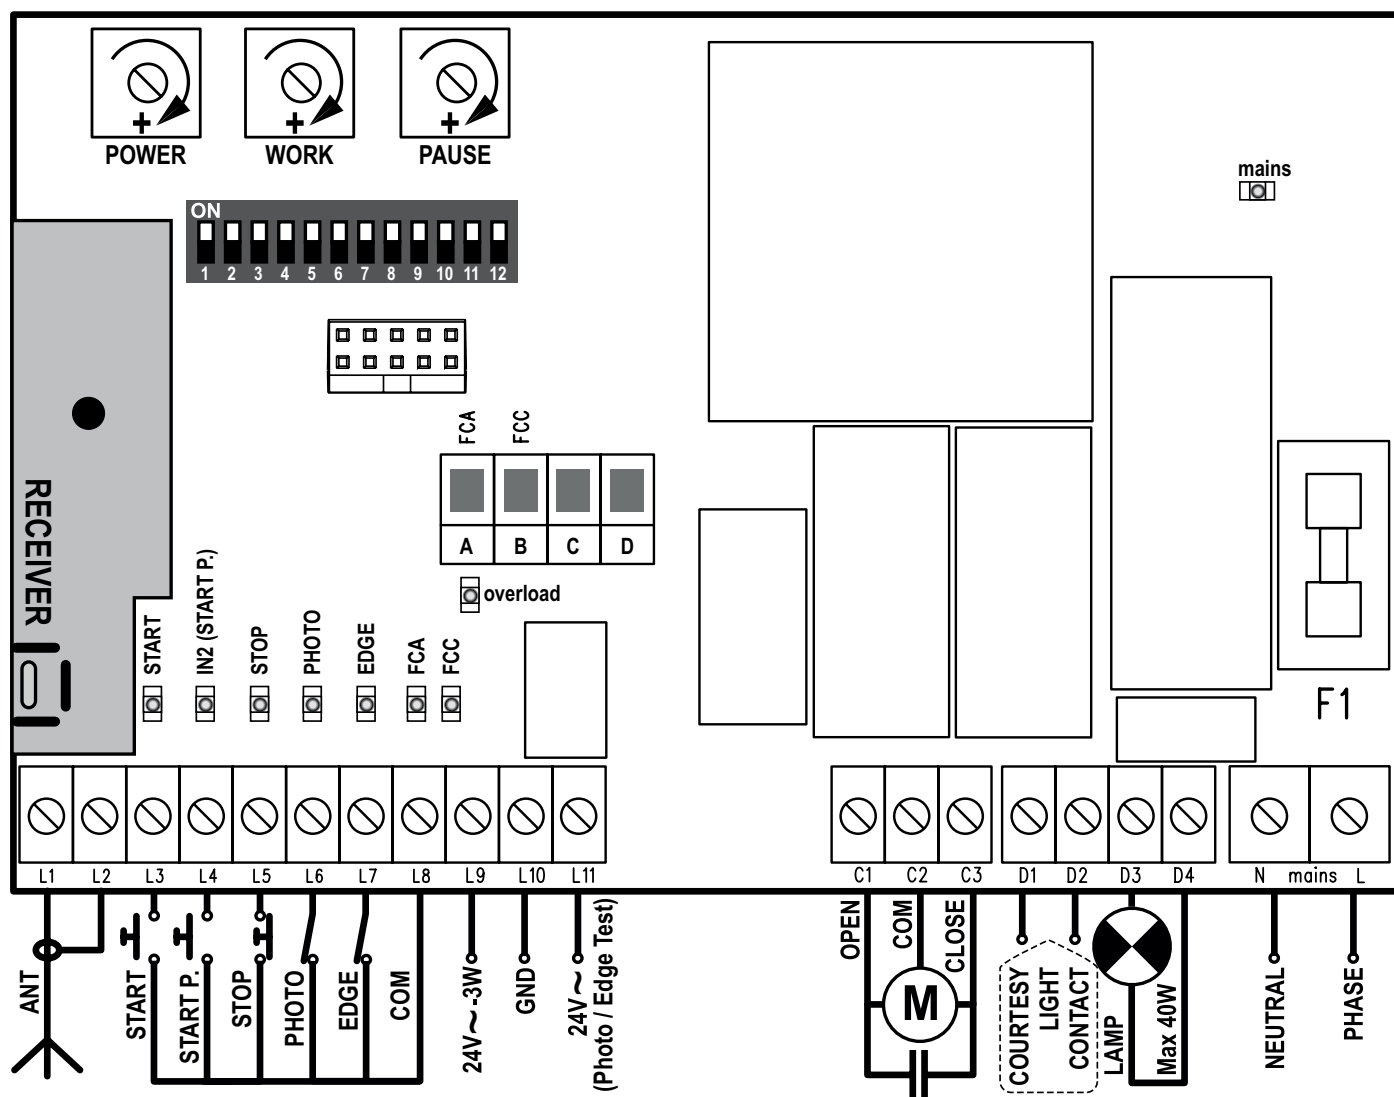 + + +
POWER WORK PAUSE
mains
ON
1 2 3 4 5 6 7 8 9 10 11 12
FCA FCC
A B C D
overload
RECEIVER
START IN2 (START P.) STOP PHOTO EDGE FCA FCC
F1
L1 L2 L3 L4 L5 L6 L7 L8 L9 L10 L11
C1 C2 C3 D1 D2 D3 D4 N mains L
ANT
START
START P.
STOP
PHOTO
EDGE
COM
24V~-3W
GND
24V~
(Photo / Edge Test)
OPEN
COM
CLOSE
M
COURTESY
LIGHT
CONTACT
LAMP
Max 40W
NEUTRAL
PHASE